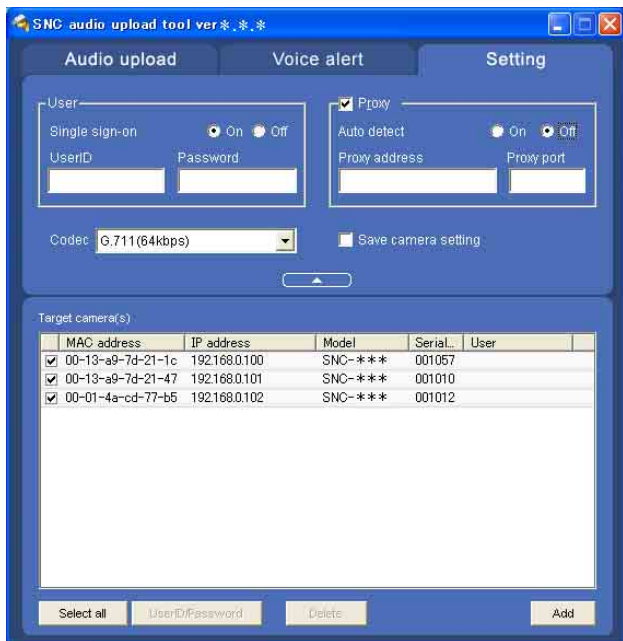 SNC audio upload tool ver*.*.*
Audio upload Voice alert Setting
User Proxy
Single sign-on On Off Auto detect On Off
UserID Password Proxy address Proxy port
Codec G.711(64kbps) Save camera setting
Target camera(s)
MAC address IP address Model Serial... User
00-13-a9-7d-21-1c 192.168.0.100 SNC-*** 001057
00-13-a9-7d-21-47 192.168.0.101 SNC-*** 001010
00-01-4a-cd-77-b5 192.168.0.102 SNC-*** 001012
Select all UserID/Password Delete Add